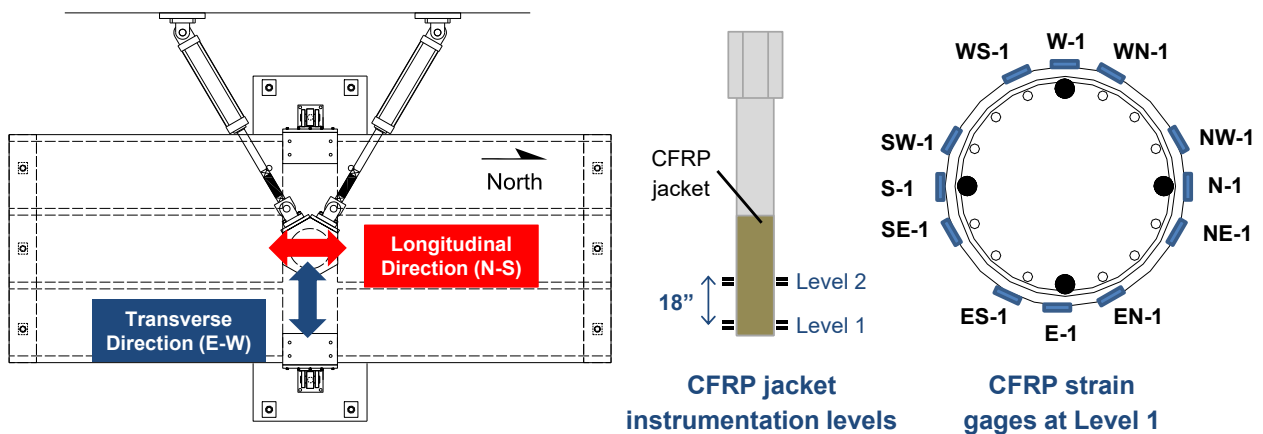 North
Longitudinal
Direction (N-S)
Transverse
Direction (E-W)
CFRP
jacket
18”
Level 2
Level 1
CFRP jacket
instrumentation levels
W-1
WS-1
WN-1
SW-1
NW-1
S-1
N-1
SE-1
NE-1
ES-1
EN-1
E-1
CFRP strain
gages at Level 1